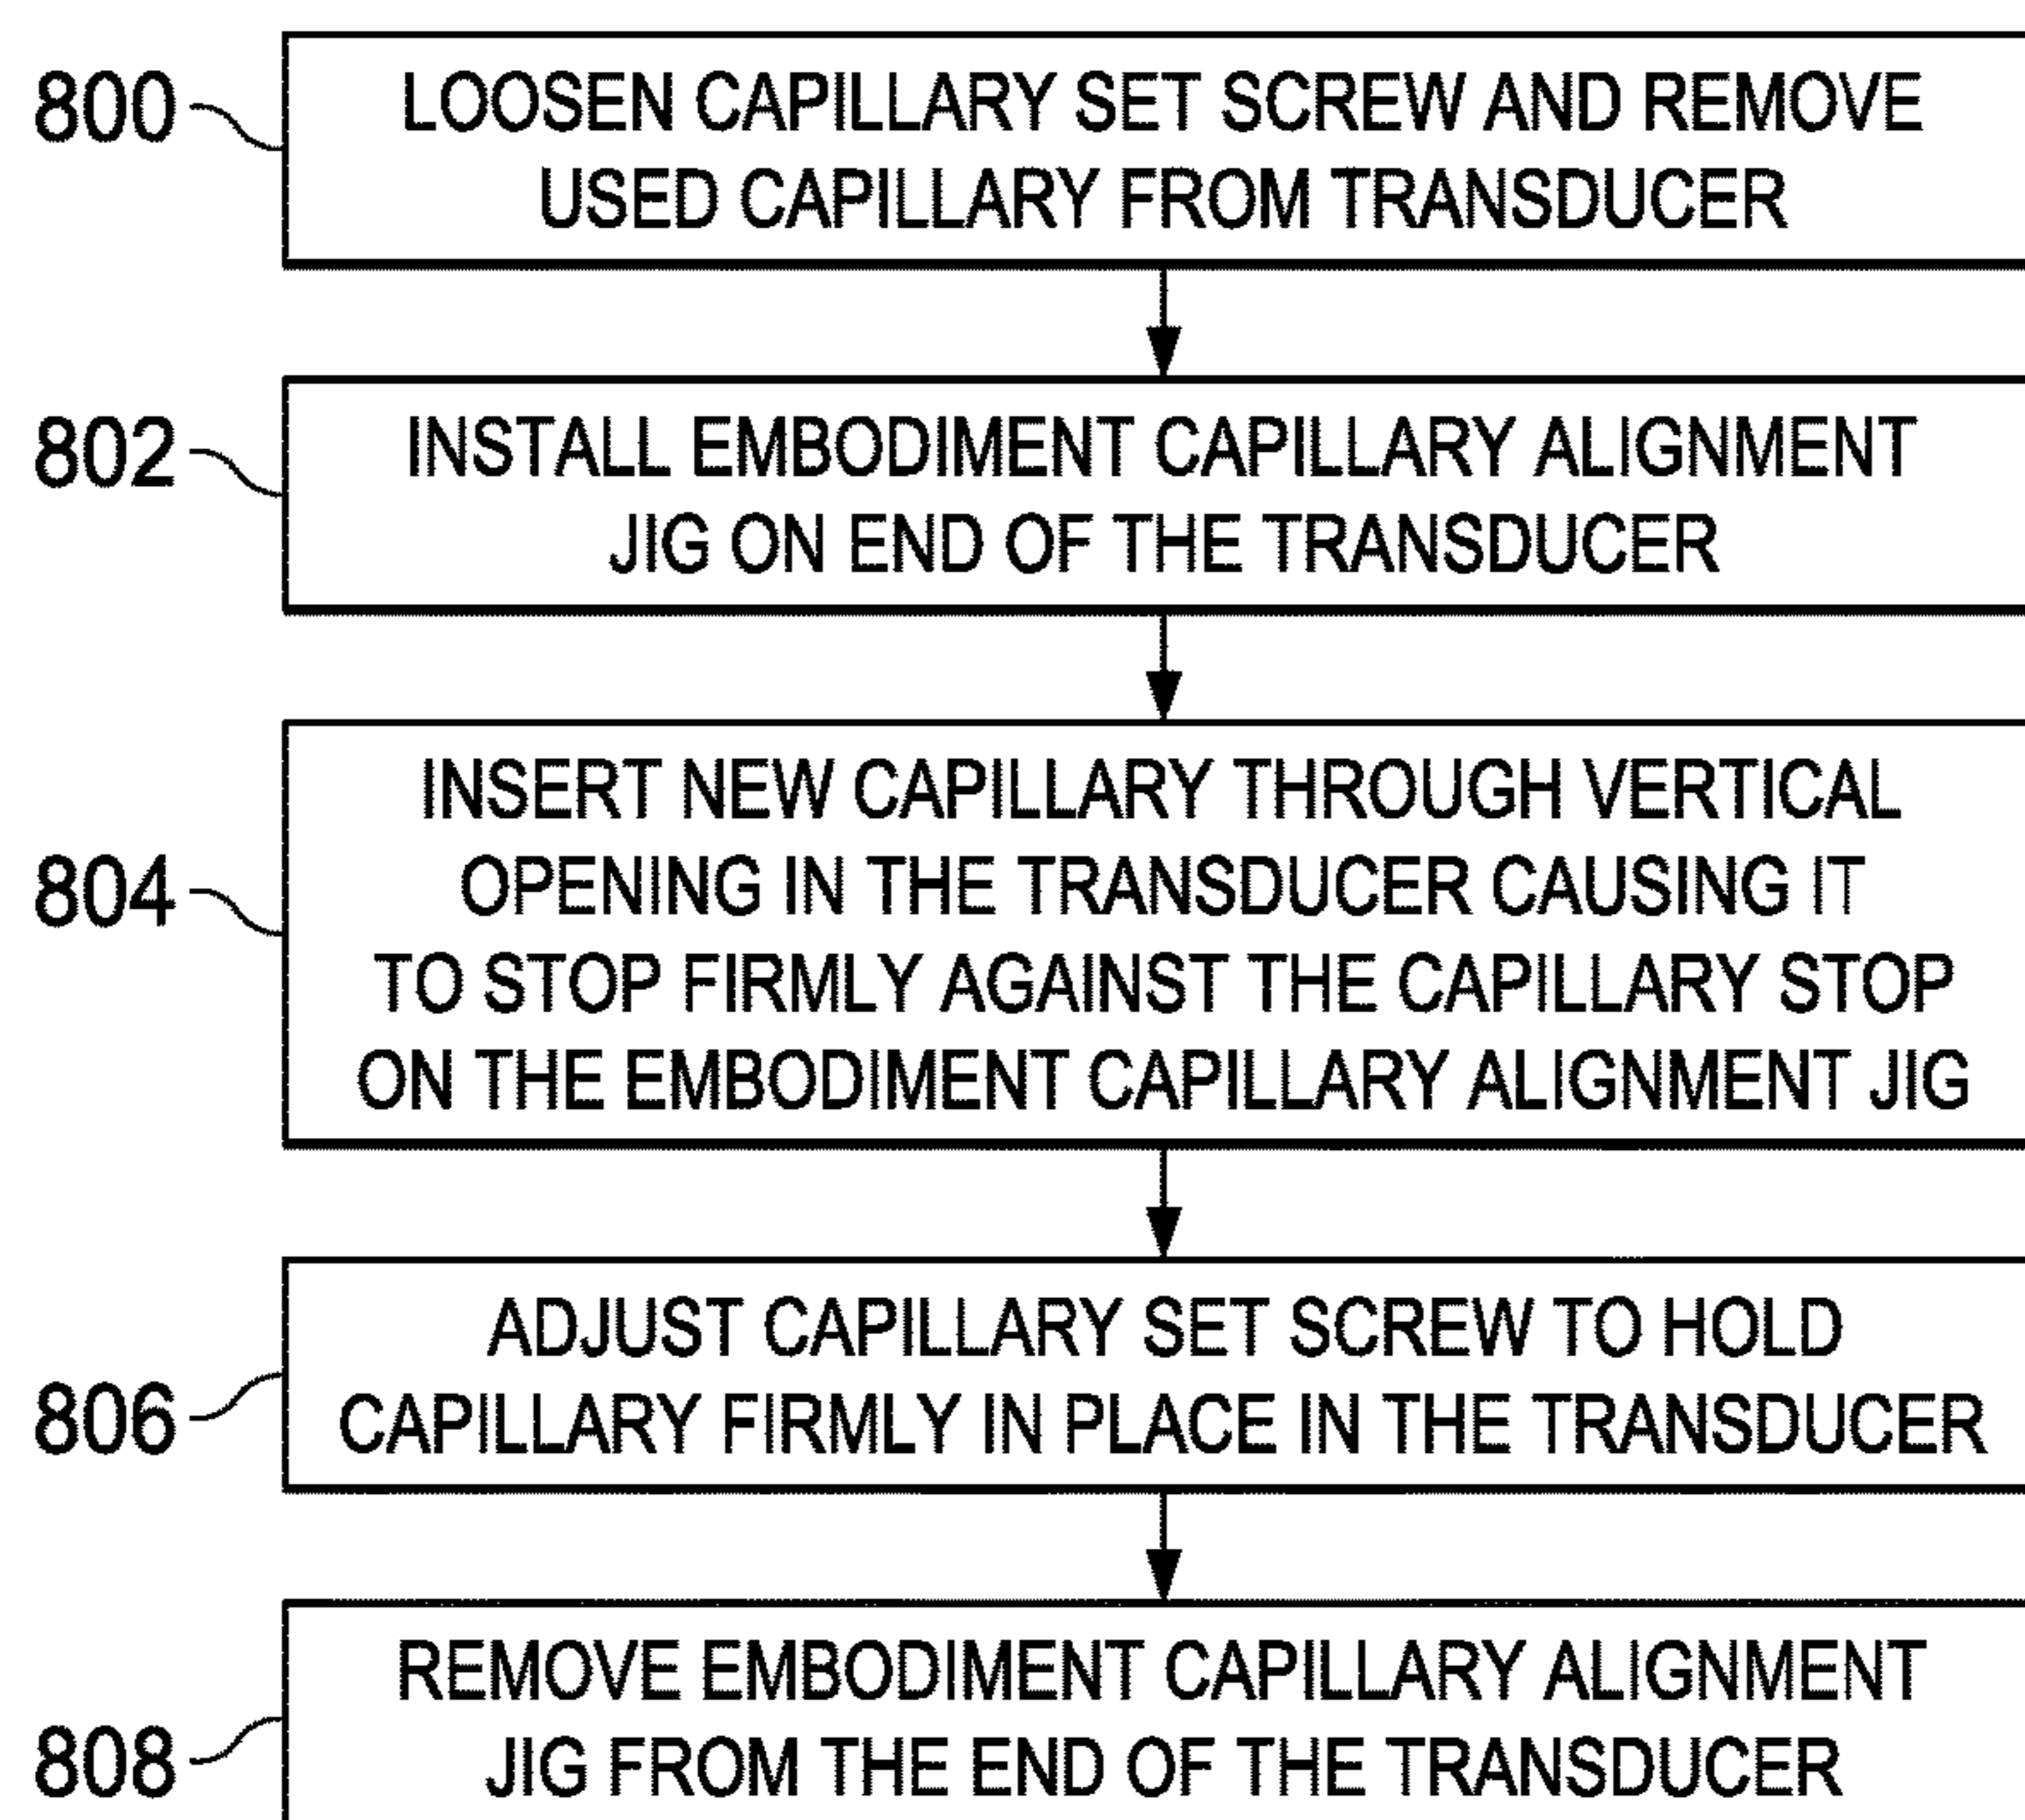 800
LOOSEN CAPILLARY SET SCREW AND REMOVE
USED CAPILLARY FROM TRANSDUCER
802
INSTALL EMBODIMENT CAPILLARY ALIGNMENT
JIG ON END OF THE TRANSDUCER
804
INSERT NEW CAPILLARY THROUGH VERTICAL
OPENING IN THE TRANSDUCER CAUSING IT
TO STOP FIRMLY AGAINST THE CAPILLARY STOP
ON THE EMBODIMENT CAPILLARY ALIGNMENT JIG
806
ADJUST CAPILLARY SET SCREW TO HOLD
CAPILLARY FIRMLY IN PLACE IN THE TRANSDUCER
808
REMOVE EMBODIMENT CAPILLARY ALIGNMENT
JIG FROM THE END OF THE TRANSDUCER